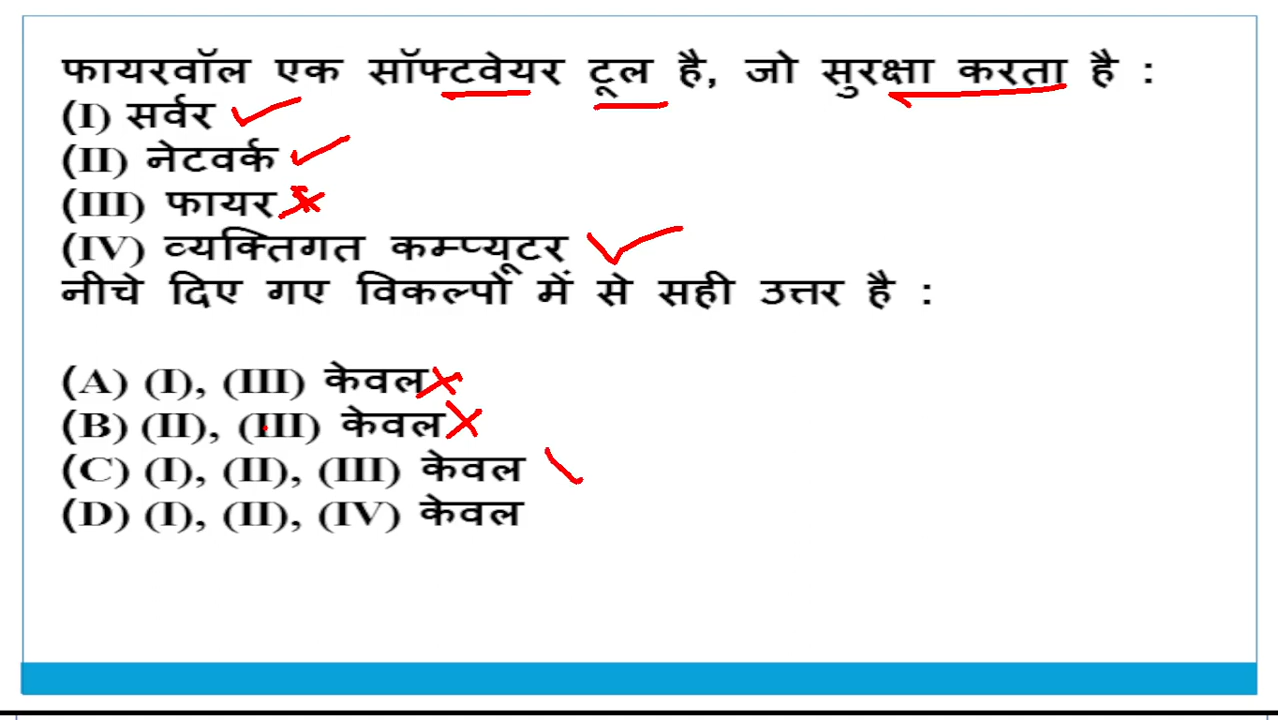 फायरवॉल एक सॉफ्टवेयर टूल है, जो सुरक्षा करता है :
(I) सर्वर
(II) नेटवर्क
(III) फायर
(IV) व्यक्तिगत कम्प्यूटर
नीचे दिए गए विकल्पों में से सही उत्तर है :
(A) (I), (III) केवल
(B) (II), (III) केवल
(C) (I), (II), (III) केवल
(D) (I), (II), (IV) केवल